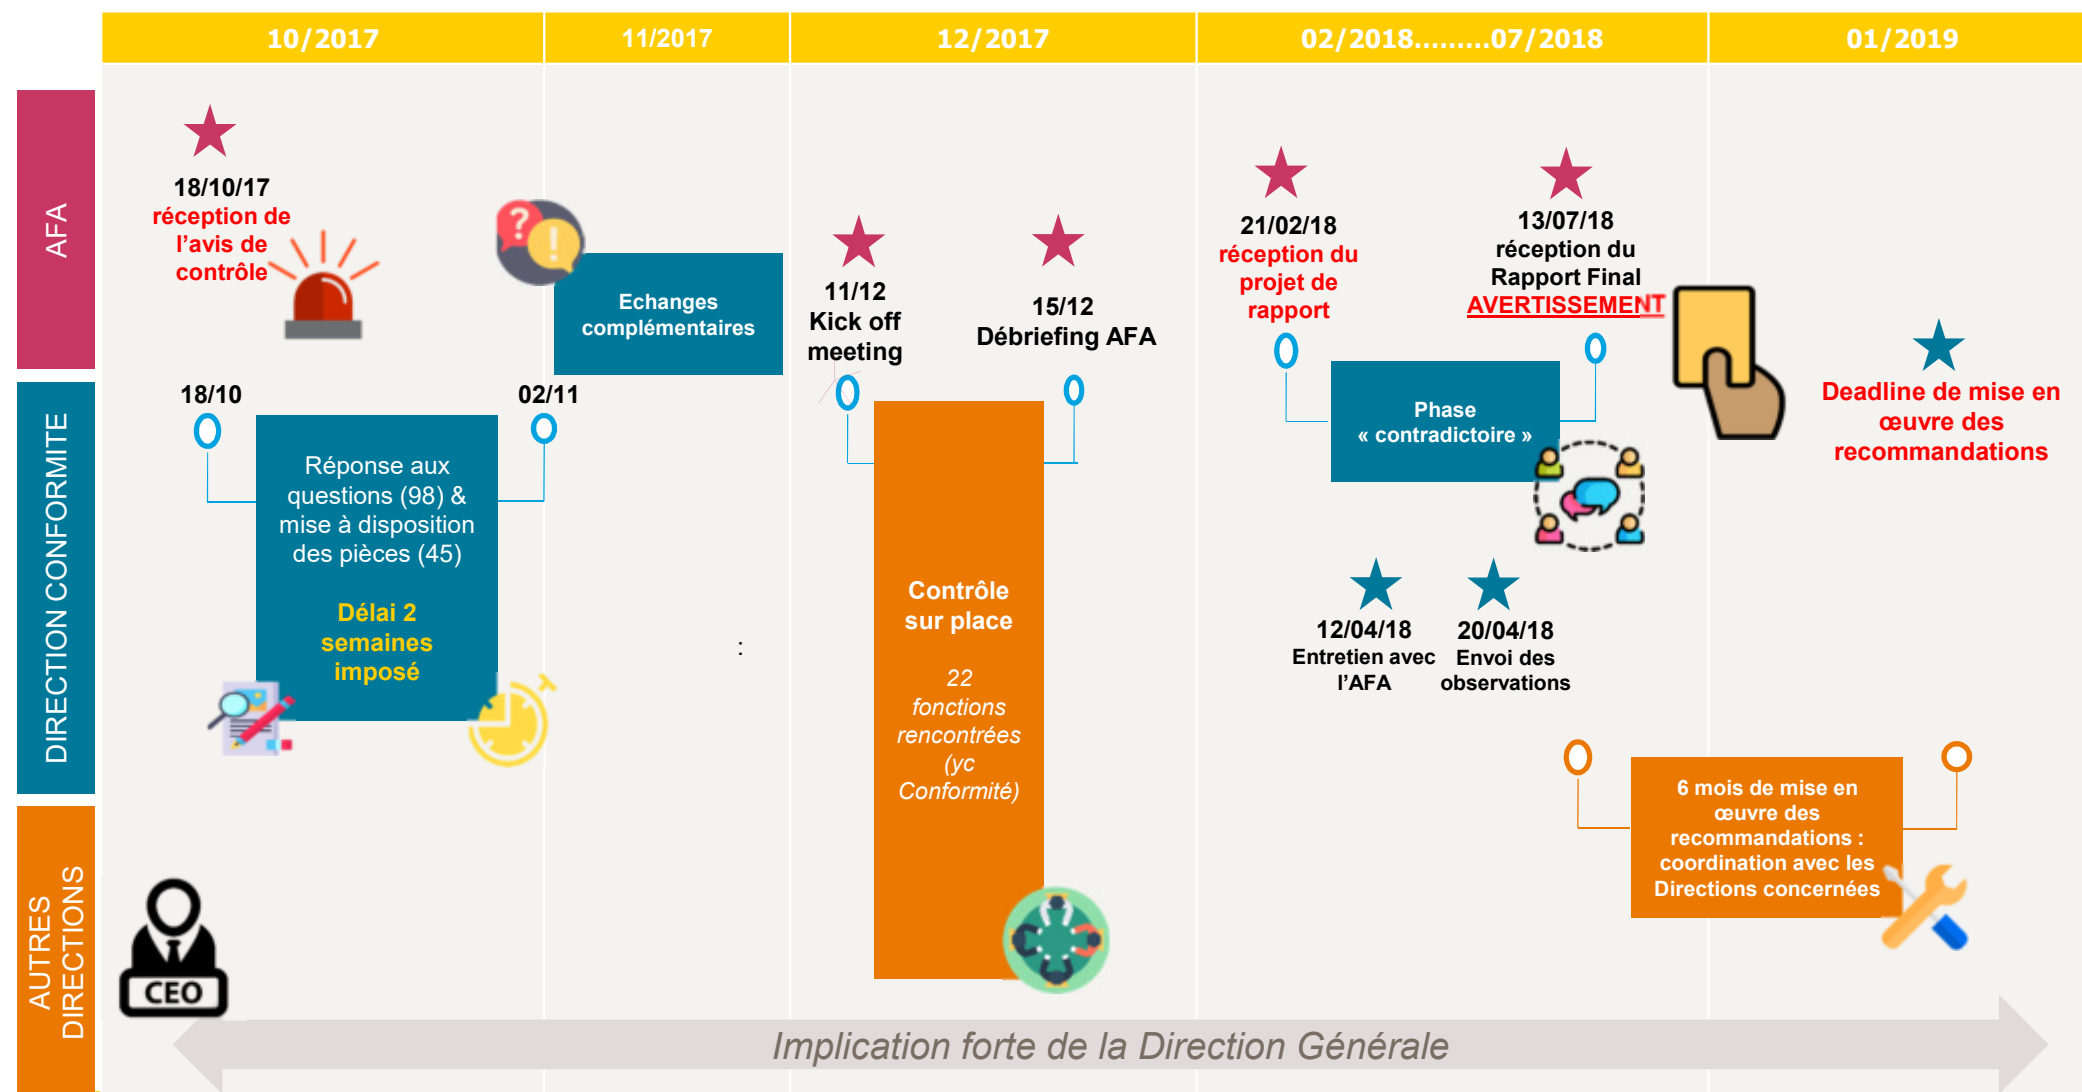 10/2017
11/2017
12/2017
02/2018.........07/2018
01/2019
AFA
18/10/17
réception de
l'avis de
contrôle
Echanges
complémentaires
11/12
Kick off
meeting
15/12
Débriefing AFA
21/02/18
réception du
projet de
rapport
13/07/18
réception du
Rapport Final
AVERTISSEMENT
DIRECTION CONFORMITE
18/10
02/11
Réponse aux
questions (98) &
mise à disposition
des pièces (45)
Délai 2
semaines
imposé
:
Contrôle
sur place
22
fonctions
rencontrées
(yc
Conformité)
Phase
« contradictoire »
12/04/18
Entretien avec
l'AFA
20/04/18
Envoi des
observations
Deadline de mise en
œuvre des
recommandations
6 mois de mise en
œuvre des
recommandations :
coordination avec les
Directions concernées
AUTRES
DIRECTIONS
CEO
Implication forte de la Direction Générale